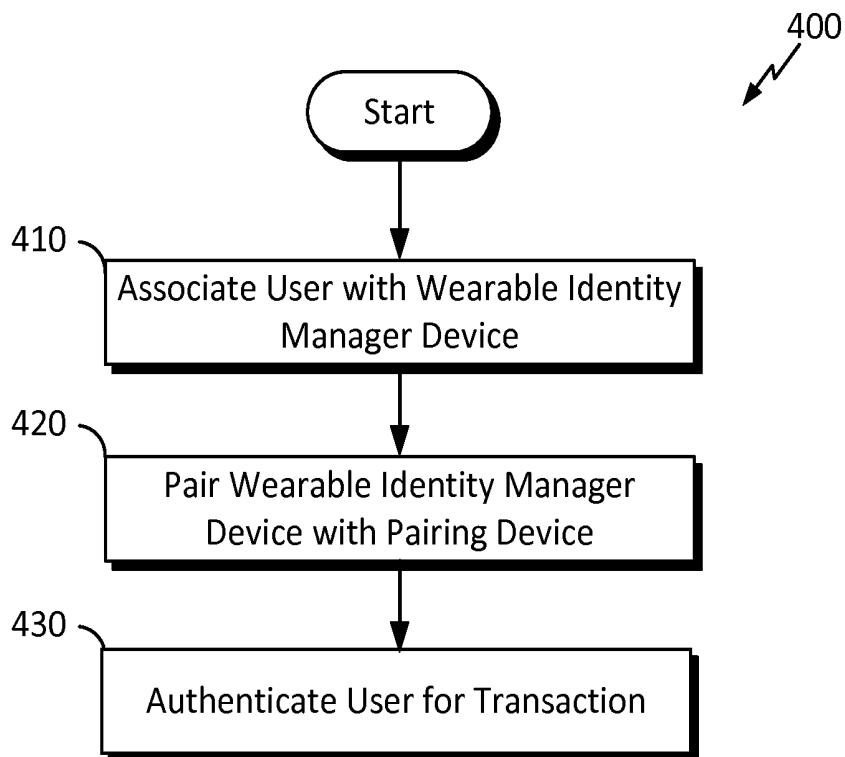 400
Start
410
Associate User with Wearable Identity
Manager Device
420
Pair Wearable Identity Manager
Device with Pairing Device
430
Authenticate User for Transaction